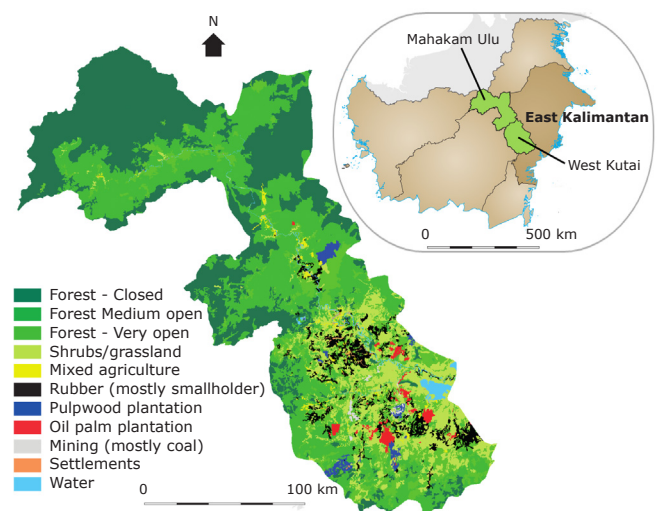 N
Mahakam Ulu
East Kalimantan
West Kutai
0 500 km
Forest - Closed
Forest Medium open
Forest - Very open
Shrubs/grassland
Mixed agriculture
Rubber (mostly smallholder)
Pulpwood plantation
Oil palm plantation
Mining (mostly coal)
Settlements
Water
0 100 km